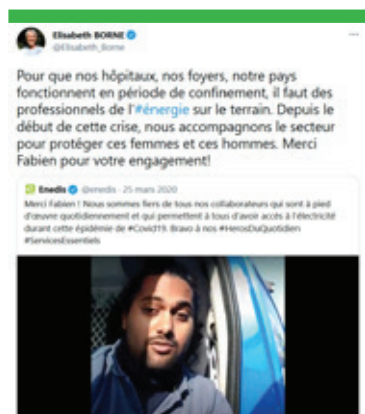 Elisabeth BORNE
@Elisabeth_Borne
Pour que nos hôpitaux, nos foyers, notre pays
fonctionnent en période de confinement, il faut des
professionnels de l'#énergie sur le terrain. Depuis le
début de cette crise, nous accompagnons le secteur
pour protéger ces femmes et ces hommes. Merci
Fabien pour votre engagement!
Enedis @enedis · 25 mars 2020
Merci Fabien ! Nous sommes fiers de tous nos collaborateurs qui sont à pied
d'œuvre quotidiennement et qui permettent à tous d'avoir accès à l'électricité
durant cette épidémie de #Covid19. Bravo à nos #HerosDuQuotidien
#ServicesEssentiels